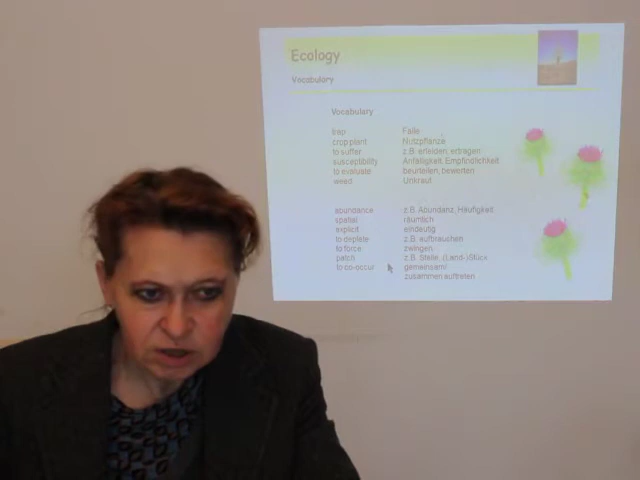 Ecology
Vocabulary
Vocabulary
trap Falle
crop plant Nutzpflanze
to suffer z.B. erleiden, ertragen
susceptibility Anfälligkeit, Empfindlichkeit
to evaluate beurteilen, bewerten
weed Unkraut
abundance z.B. Abundanz, Häufigkeit
spatial räumlich
explicit eindeutig
to deplete z.B. aufbrauchen
to force zwingen
patch z.B. Stelle, (Land-)Stück
to co-occur gemeinsam/
zusammen auftreten